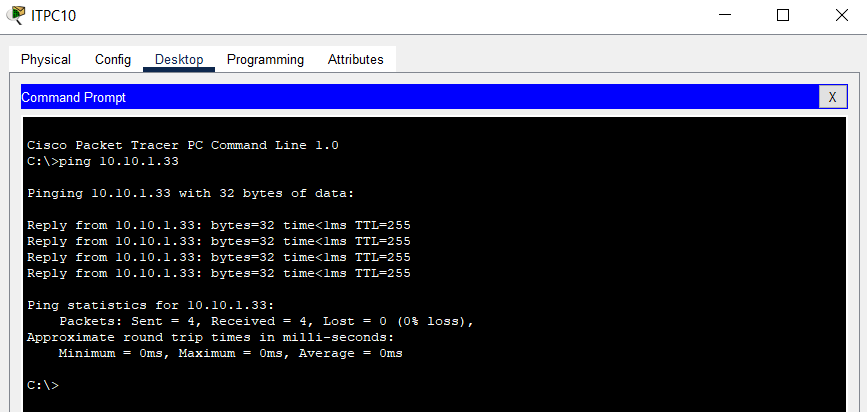 ITPC10
Physical Config Desktop Programming Attributes
Command Prompt X
Cisco Packet Tracer PC Command Line 1.0
C:\>ping 10.10.1.33
Pinging 10.10.1.33 with 32 bytes of data:
Reply from 10.10.1.33: bytes=32 time<1ms TTL=255
Reply from 10.10.1.33: bytes=32 time<1ms TTL=255
Reply from 10.10.1.33: bytes=32 time<1ms TTL=255
Reply from 10.10.1.33: bytes=32 time<1ms TTL=255
Ping statistics for 10.10.1.33:
    Packets: Sent = 4, Received = 4, Lost = 0 (0% loss),
Approximate round trip times in milli-seconds:
    Minimum = 0ms, Maximum = 0ms, Average = 0ms
C:\>